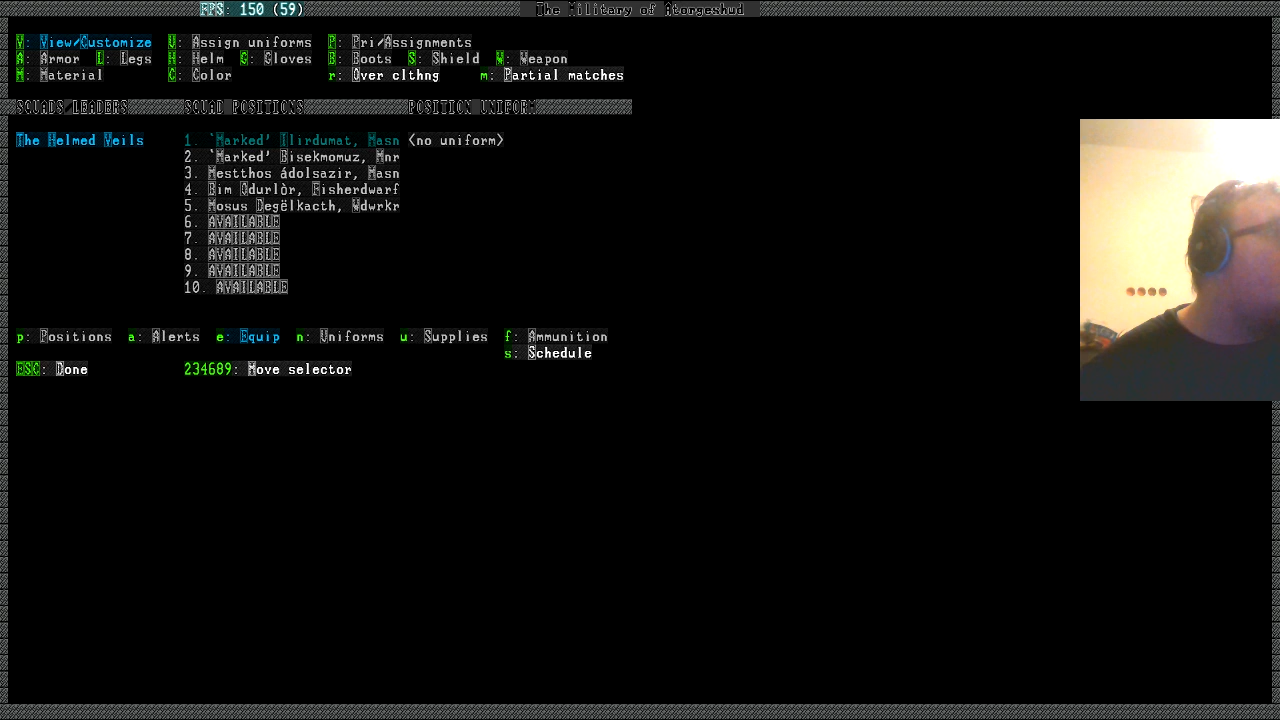 FPS: 150 (59) The Military of Atorgeshud
V: View/Customize U: Assign uniforms P: Pri/Assignments
A: Armor L: Legs H: Helm G: Gloves B: Boots S: Shield W: Weapon
M: Material C: Color r: Over clthng m: Partial matches
SQUADS/LEADERS SQUAD POSITIONS POSITION UNIFORM
The Helmed Veils 1. `Marked' Ilirdumat, Masn <no uniform>
2. `Marked' Bisekmomuz, Mnr
3. Mestthos ádolsazir, Masn
4. Bim Odurlòr, Fisherdwarf
5. Mosus Degëlkacth, Wdwrkr
6. AVAILABLE
7. AVAILABLE
8. AVAILABLE
9. AVAILABLE
10. AVAILABLE
p: Positions a: Alerts e: Equip n: Uniforms u: Supplies f: Ammunition
s: Schedule
ESC: Done 234689: Move selector